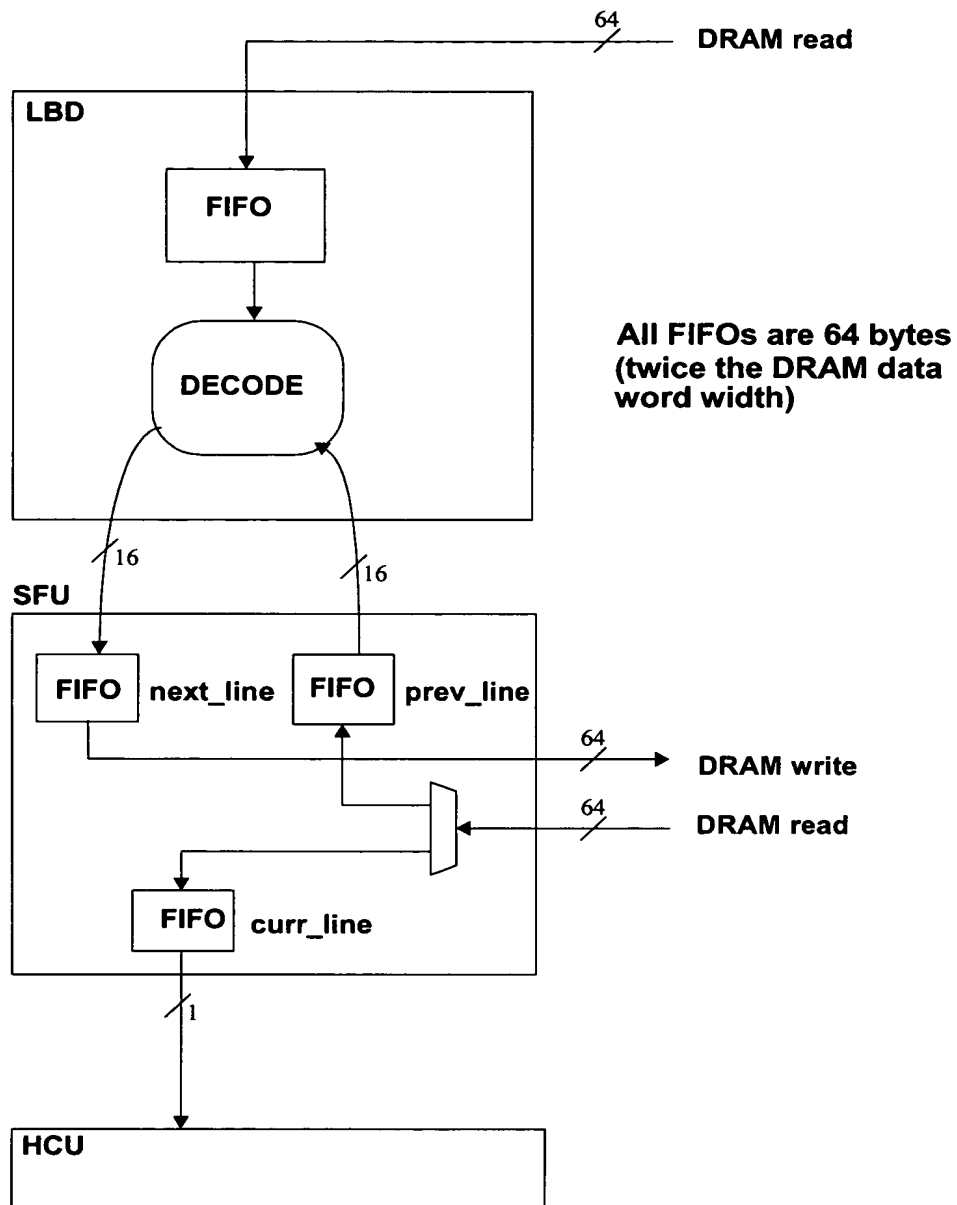 64
DRAM read
LBD
FIFO
DECODE
All FIFOs are 64 bytes
(twice the DRAM data
word width)
16
16
SFU
FIFO
next_line
FIFO
prev_line
64
DRAM write
64
DRAM read
FIFO
curr_line
1
HCU